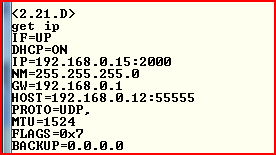 <2.21.D>
get ip
IF=UP
DHCP=ON
IP=192.168.0.15:2000
NM=255.255.255.0
GW=192.168.0.1
HOST=192.168.0.12:55555
PROTO=UDP,
MTU=1524
FLAGS=0x7
BACKUP=0.0.0.0